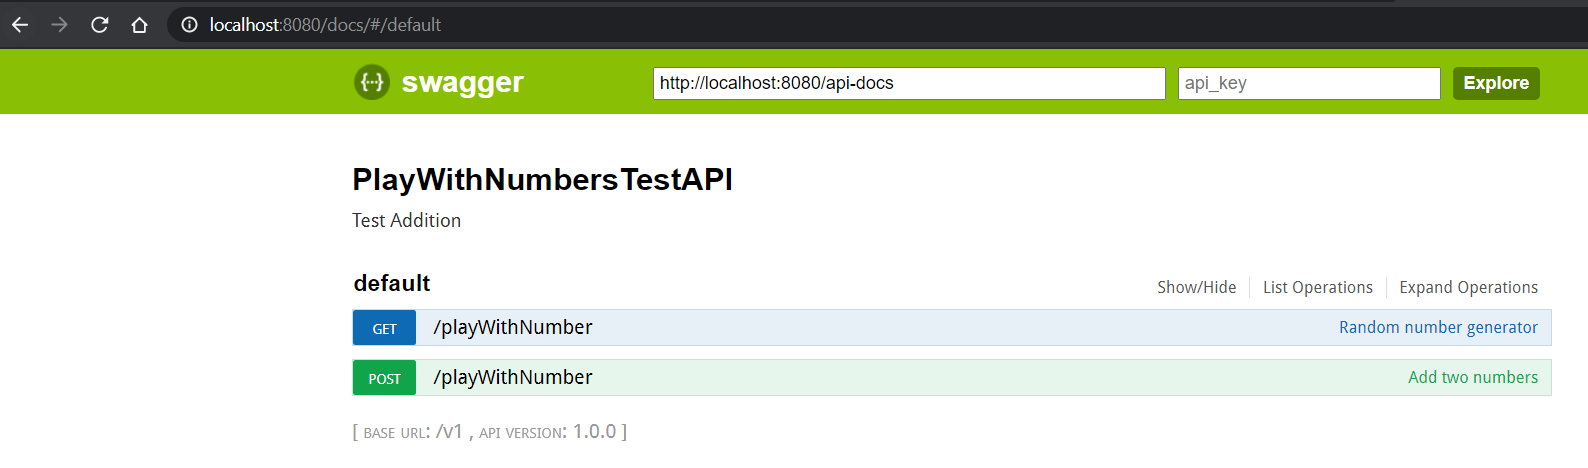 localhost:8080/docs/#/default
{···} swagger http://localhost:8080/api-docs api_key Explore
PlayWithNumbersTestAPI
Test Addition
default Show/Hide List Operations Expand Operations
GET /playWithNumber Random number generator
POST /playWithNumber Add two numbers
[ BASE URL: /v1 , API VERSION: 1.0.0 ]